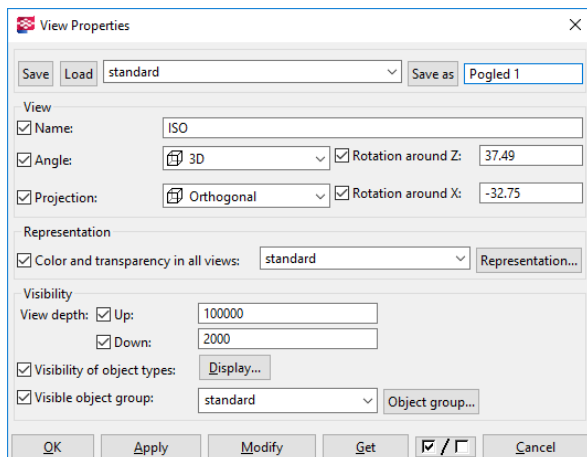 View Properties
Save Load standard Save as Pogled 1
View
Name: ISO
Angle: 3D Rotation around Z: 37.49
Projection: Orthogonal Rotation around X: -32.75
Representation
Color and transparency in all views: standard Representation...
Visibility
View depth: Up: 100000
Down: 2000
Visibility of object types: Display...
Visible object group: standard Object group...
OK Apply Modify Get / Cancel